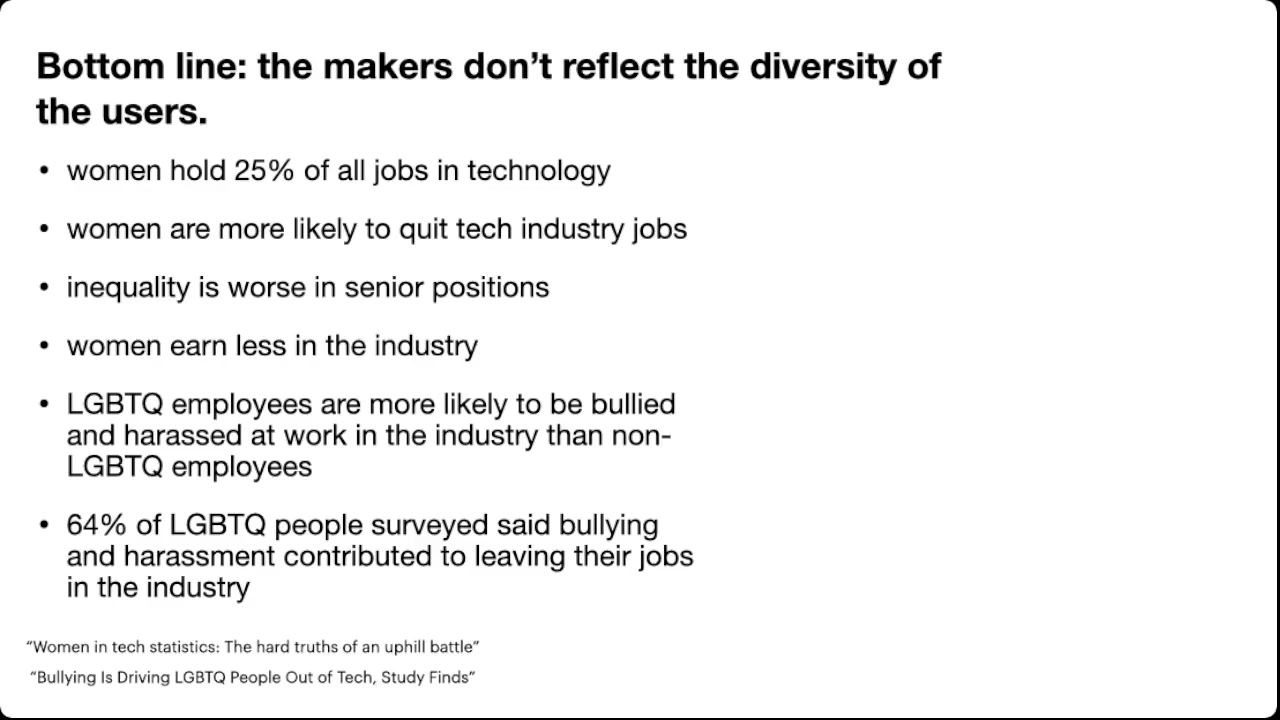 Bottom line: the makers don’t reflect the diversity of
the users.
• women hold 25% of all jobs in technology
• women are more likely to quit tech industry jobs
• inequality is worse in senior positions
• women earn less in the industry
• LGBTQ employees are more likely to be bullied
and harassed at work in the industry than non-
LGBTQ employees
• 64% of LGBTQ people surveyed said bullying
and harassment contributed to leaving their jobs
in the industry
“Women in tech statistics: The hard truths of an uphill battle”
“Bullying Is Driving LGBTQ People Out of Tech, Study Finds”